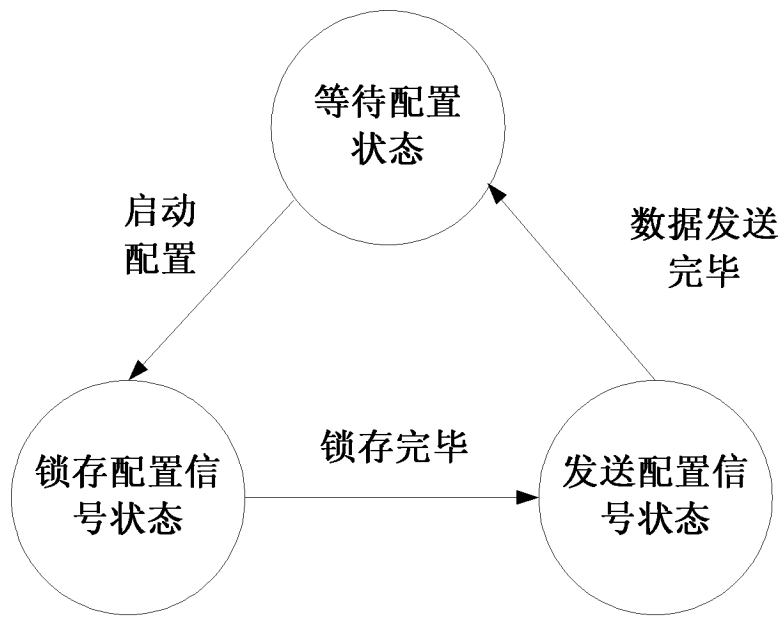 等待配置
状态
启动
配置
数据发送
完毕
锁存完毕
锁存配置信
号状态
发送配置信
号状态